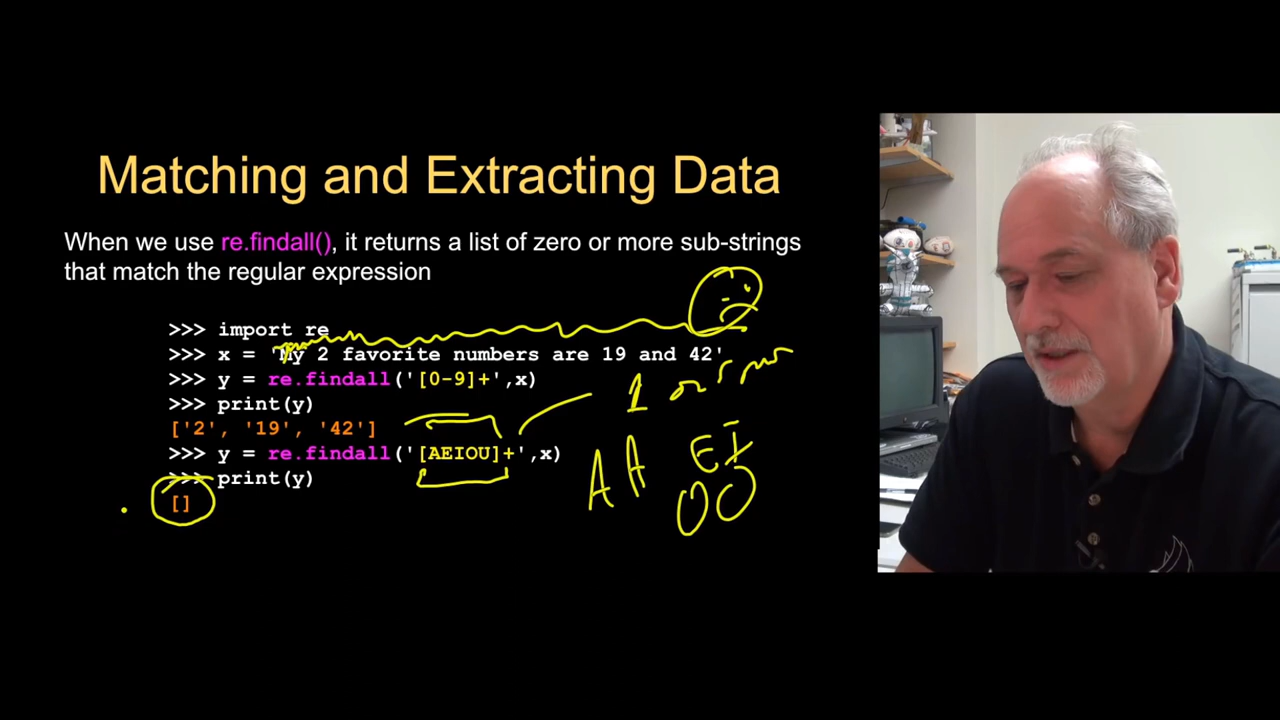 Matching and Extracting Data
When we use re.findall(), it returns a list of zero or more sub-strings
that match the regular expression
>>> import re
>>> x = 'My 2 favorite numbers are 19 and 42'
>>> y = re.findall('[0-9]+',x)
>>> print(y)
['2', '19', '42']
1 or
>>> y = re.findall('[AEIOU]+',x)
>>> print(y)
[]
AA EI
OO